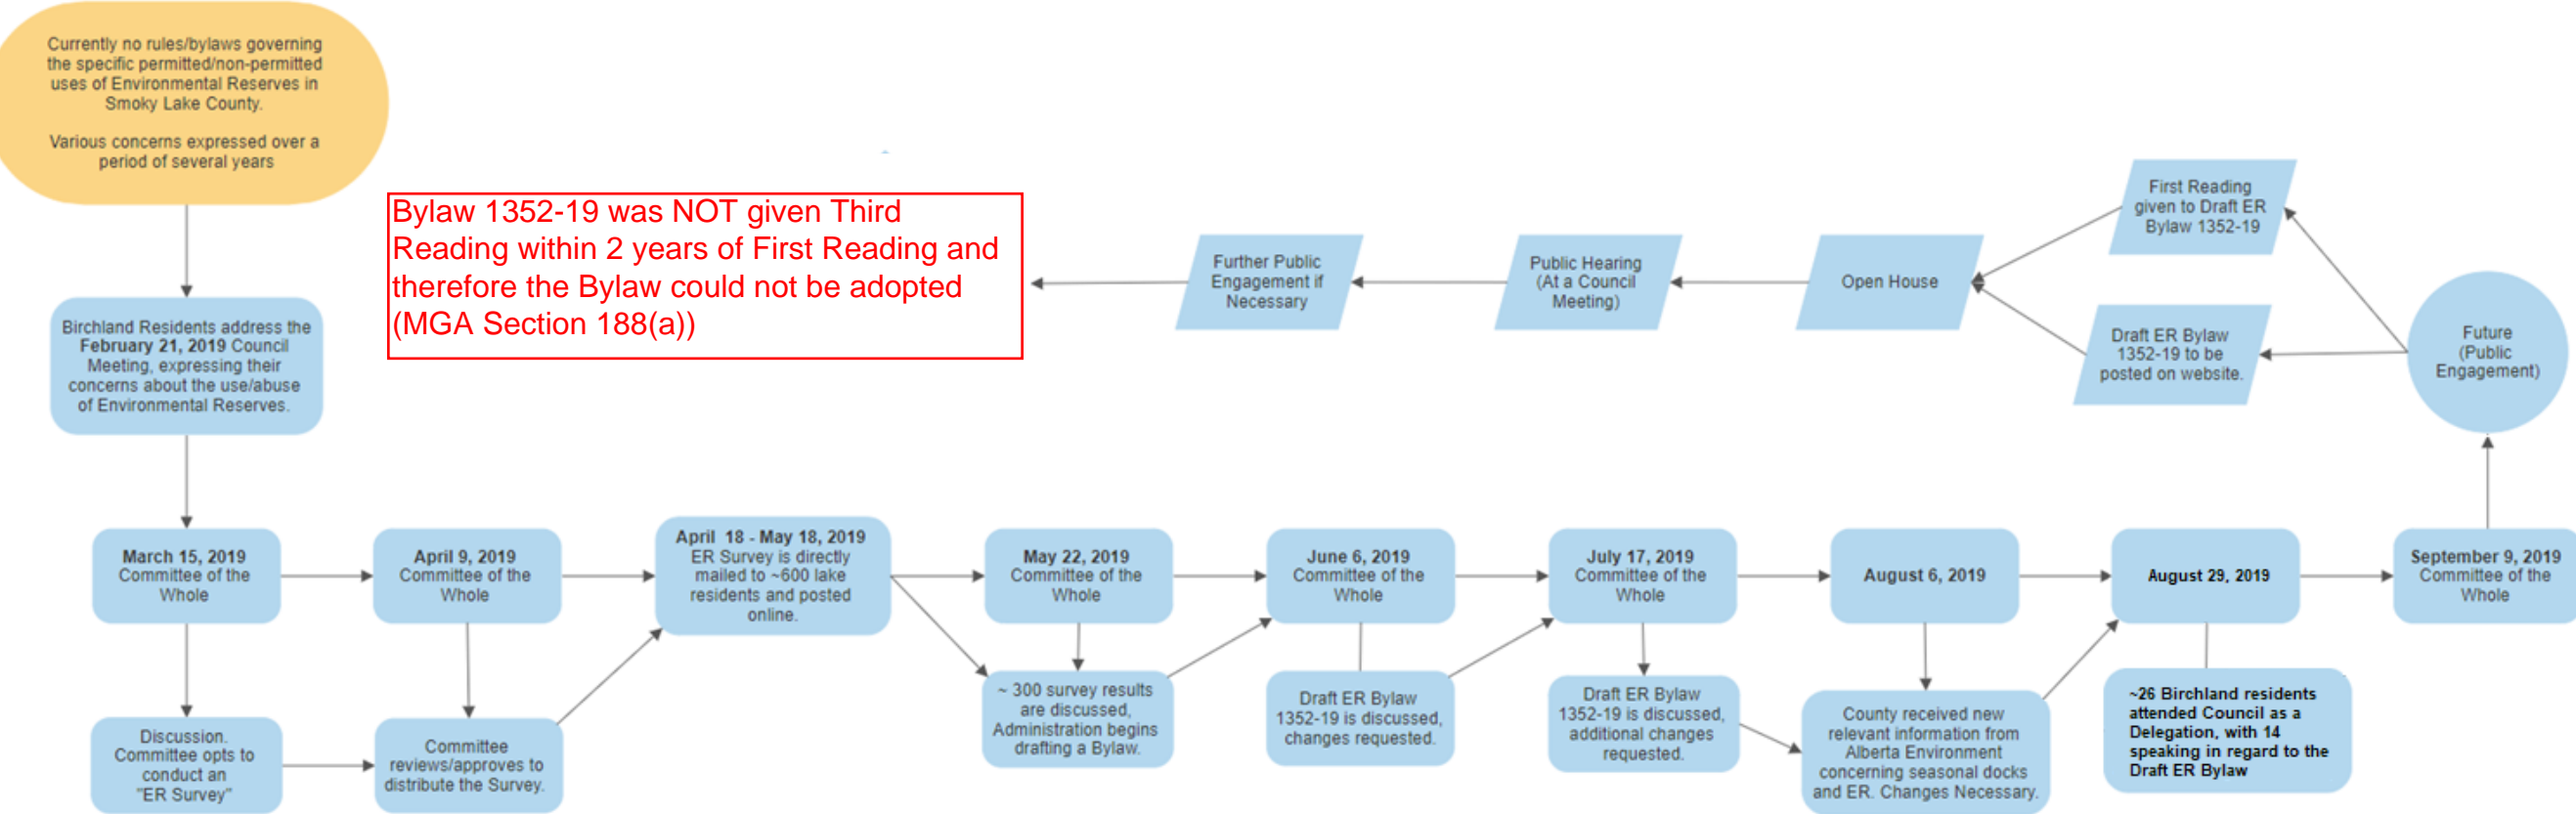 Currently no rules/bylaws governing
the specific permitted/non-permitted
uses of Environmental Reserves in
Smoky Lake County.
Various concerns expressed over a
period of several years
Birchland Residents address the
February 21, 2019 Council
Meeting, expressing their
concerns about the use/abuse
of Environmental Reserves.
March 15, 2019
Committee of the
Whole
Discussion.
Committee opts to
conduct an
"ER Survey"
April 9, 2019
Committee of the
Whole
Committee
reviews/approves to
distribute the Survey.
April 18 - May 18, 2019
ER Survey is directly
mailed to ~600 lake
residents and posted
online.
May 22, 2019
Committee of the
Whole
~ 300 survey results
are discussed,
Administration begins
drafting a Bylaw.
June 6, 2019
Committee of the
Whole
Draft ER Bylaw
1352-19 is discussed,
changes requested.
July 17, 2019
Committee of the
Whole
Draft ER Bylaw
1352-19 is discussed,
additional changes
requested.
August 6, 2019
County received new
relevant information from
Alberta Environment
concerning seasonal docks
and ER. Changes Necessary.
August 29, 2019
~26 Birchland residents
attended Council as a
Delegation, with 14
speaking in regard to the
Draft ER Bylaw
September 9, 2019
Committee of the
Whole
Future
(Public
Engagement)
First Reading
given to Draft ER
Bylaw 1352-19
Draft ER Bylaw
1352-19 to be
posted on website.
Open House
Public Hearing
(At a Council
Meeting)
Further Public
Engagement if
Necessary
Bylaw 1352-19 was NOT given Third
Reading within 2 years of First Reading and
therefore the Bylaw could not be adopted
(MGA Section 188(a))